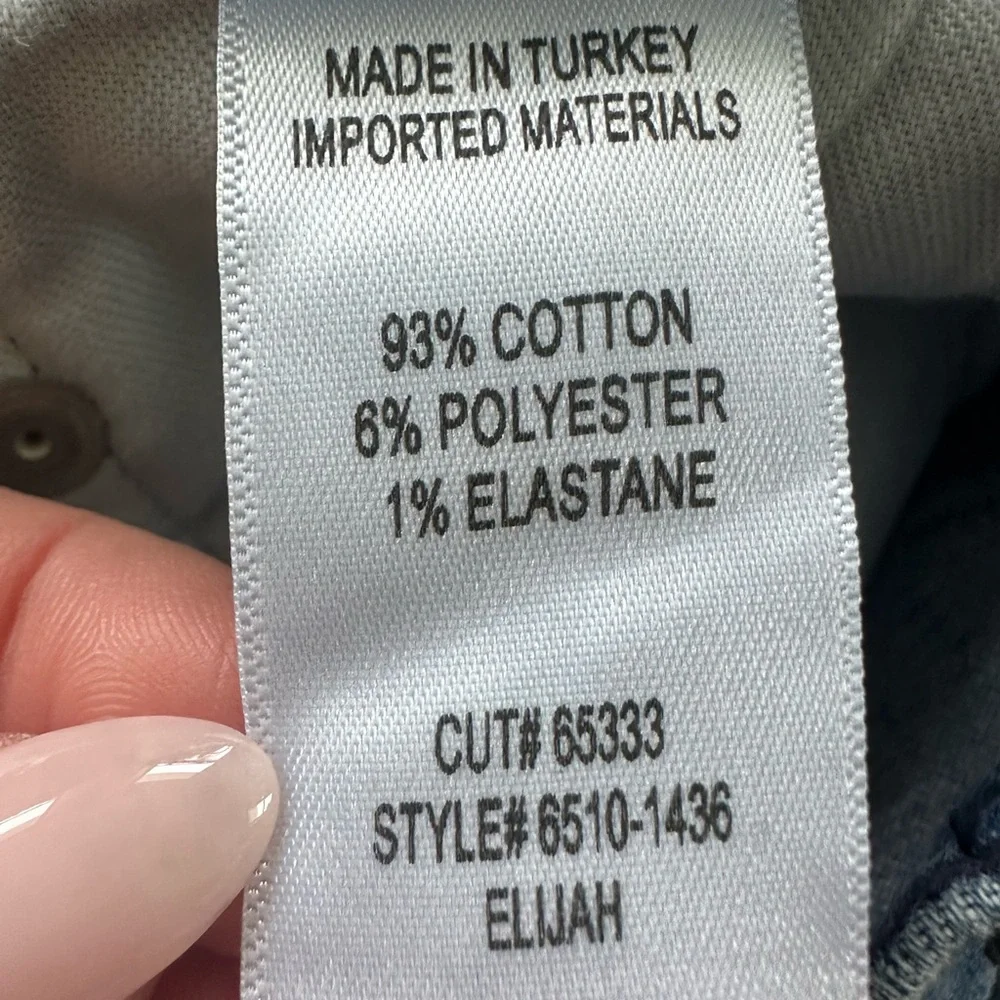 MADE IN TURKEY
IMPORTED MATERIALS
93% COTTON
6% POLYESTER
1% ELASTANE
CUT# 65333
STYLE# 6510-1436
ELIJAH